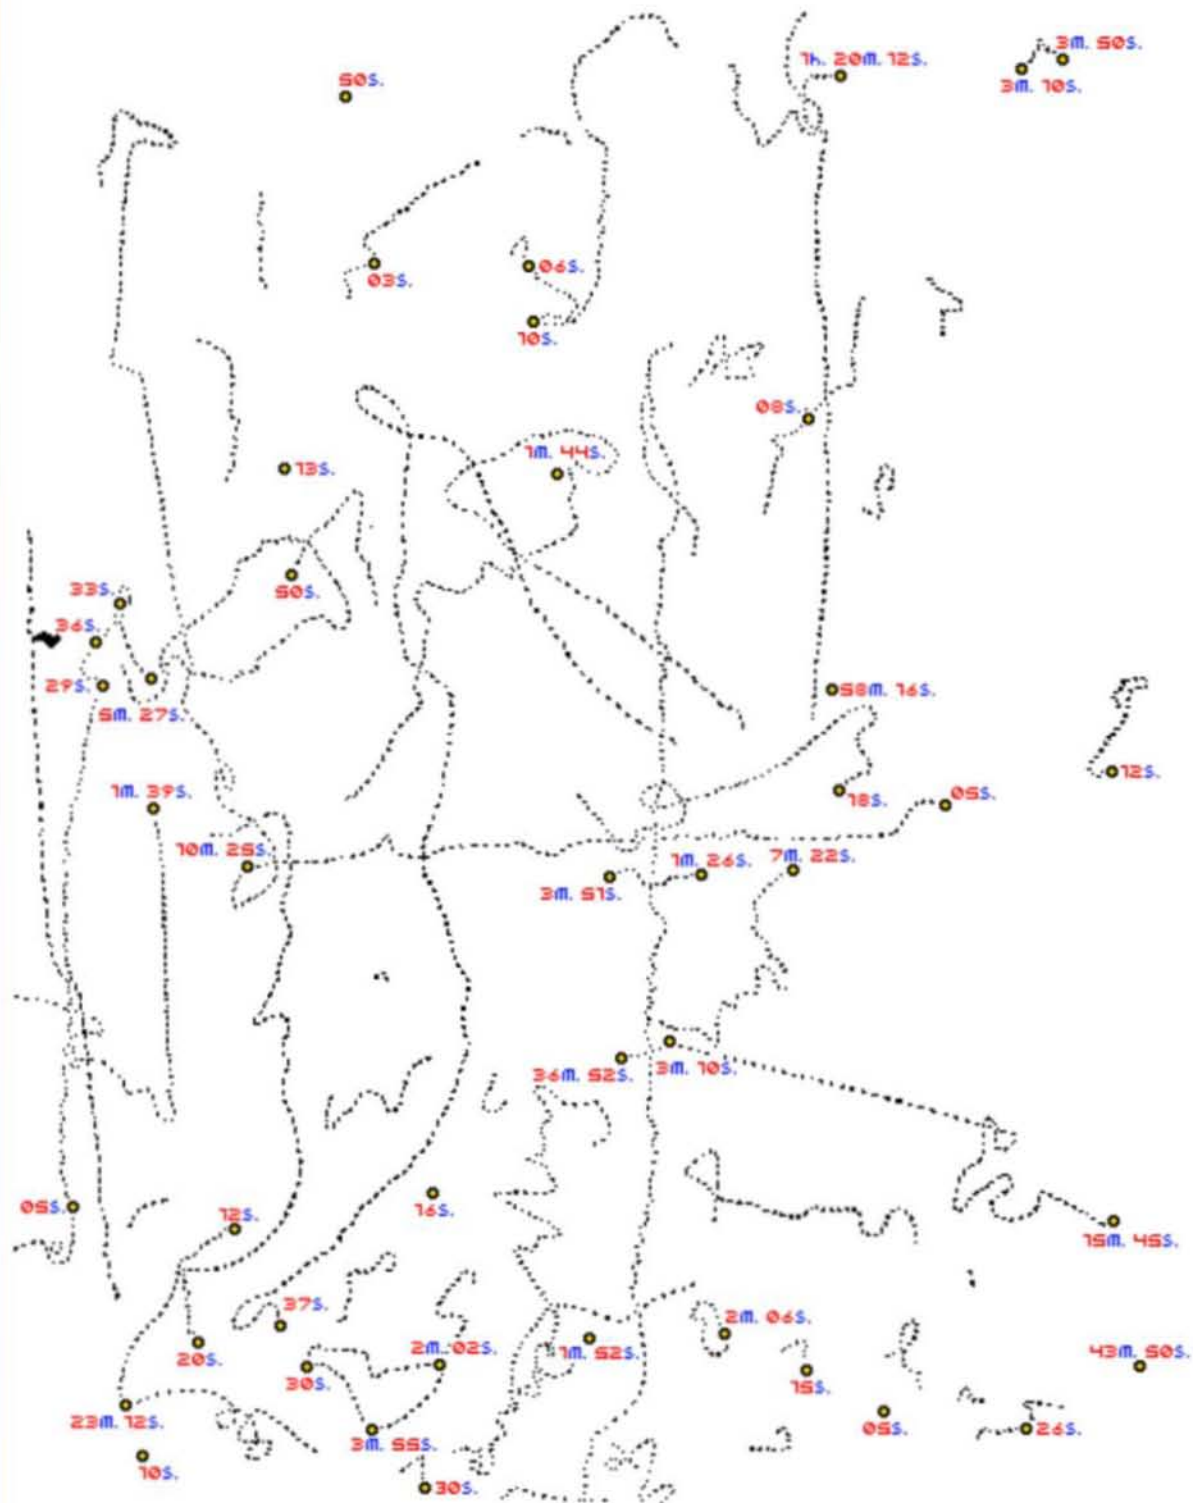 3m. 50s.
1h. 20m. 12s.
50s.
3m. 10s.
06s.
03s.
10s.
08s.
1m. 44s.
13s.
33s.
50s.
36s.
29s.
58m. 16s.
5m. 27s.
12s.
1m. 39s.
18s.
05s.
10m. 25s.
1m. 26s.
7m. 22s.
3m. 51s.
36m. 52s.
3m. 10s.
05s.
16s.
12s.
15m. 45s.
37s.
2m. 06s.
20s.
2m. 02s.
1m. 52s.
43m. 50s.
30s.
15s.
23m. 12s.
05s.
26s.
3m. 55s.
10s.
30s.